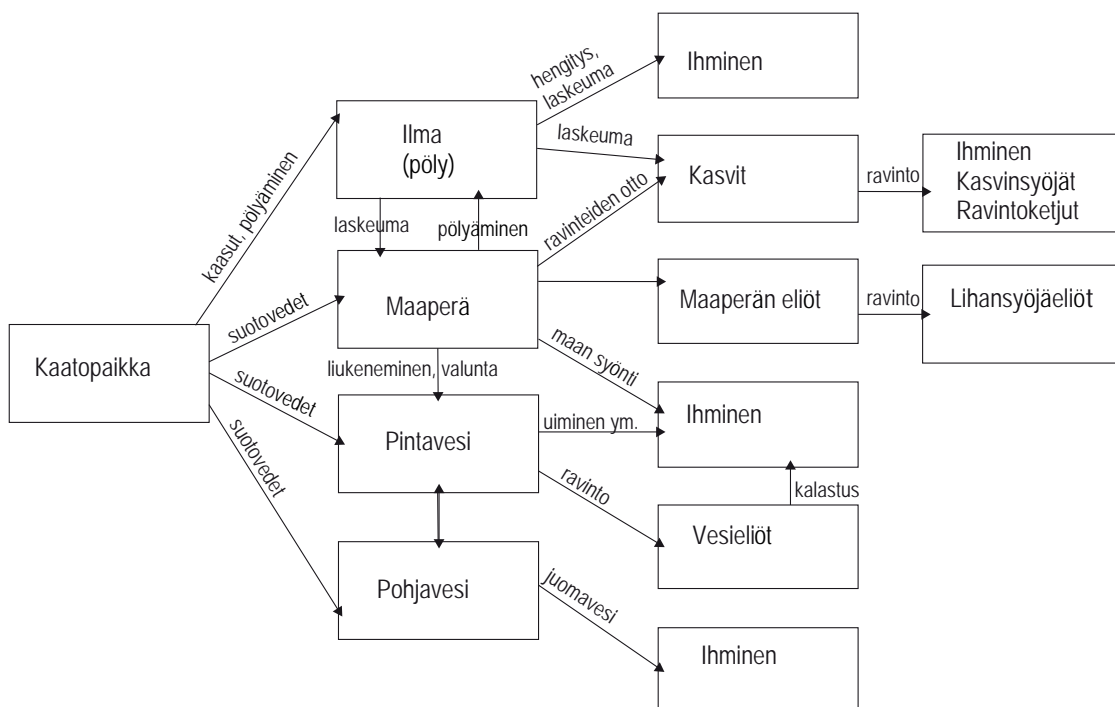 Ihminen
hengitys,
laskeuma
Ilma
(pöly)
laskeuma
Kasvit
ravinto
Ihminen
Kasvinsyöjät
Ravintoketjut
kaasut, pölyäminen
laskeuma
pölyäminen
ravinteiden otto
Maaperä
Maaperän eliöt
ravinto
Lihansyöjäeliöt
Kaatopaikka
suotovedet
liukeneminen, valunta
maan syönti
suotovedet
Pintavesi
uiminen ym.
Ihminen
suotovedet
ravinto
kalastus
Vesieliöt
Pohjavesi
juomavesi
Ihminen